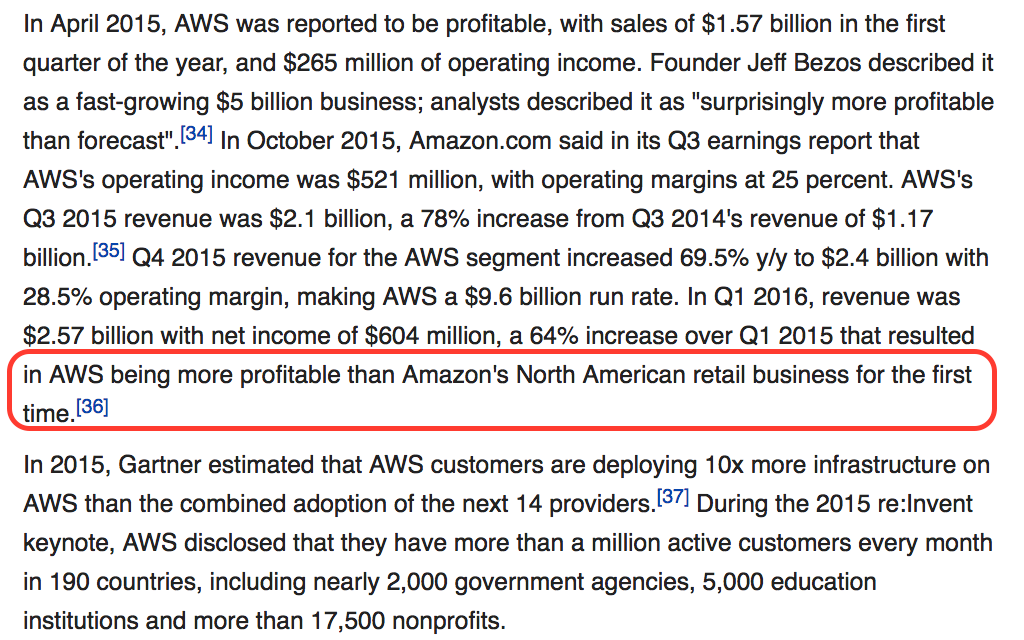 In April 2015, AWS was reported to be profitable, with sales of $1.57 billion in the first
quarter of the year, and $265 million of operating income. Founder Jeff Bezos described it
as a fast-growing $5 billion business; analysts described it as "surprisingly more profitable
than forecast".[34] In October 2015, Amazon.com said in its Q3 earnings report that
AWS's operating income was $521 million, with operating margins at 25 percent. AWS's
Q3 2015 revenue was $2.1 billion, a 78% increase from Q3 2014's revenue of $1.17
billion.[35] Q4 2015 revenue for the AWS segment increased 69.5% y/y to $2.4 billion with
28.5% operating margin, making AWS a $9.6 billion run rate. In Q1 2016, revenue was
$2.57 billion with net income of $604 million, a 64% increase over Q1 2015 that resulted
in AWS being more profitable than Amazon's North American retail business for the first
time.[36]
In 2015, Gartner estimated that AWS customers are deploying 10x more infrastructure on
AWS than the combined adoption of the next 14 providers.[37] During the 2015 re:Invent
keynote, AWS disclosed that they have more than a million active customers every month
in 190 countries, including nearly 2,000 government agencies, 5,000 education
institutions and more than 17,500 nonprofits.